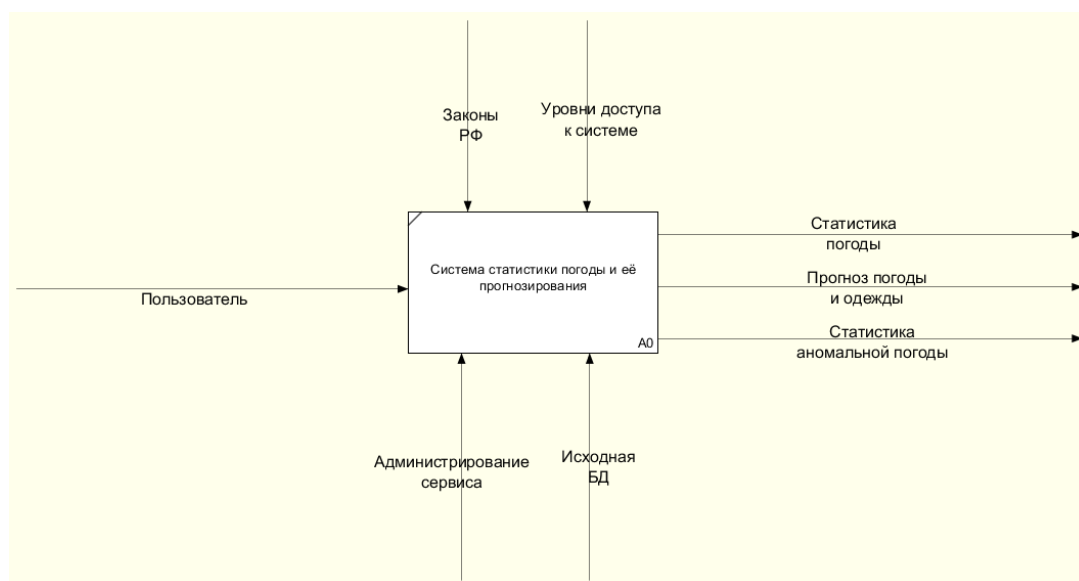 Законы
РФ
Уровни доступа
к системе
Статистика
погоды
Система статистики погоды и её
прогнозирования
Прогноз погоды
и одежды
Пользователь
Статистика
аномальной погоды
A0
Администрирование
сервиса
Исходная
БД